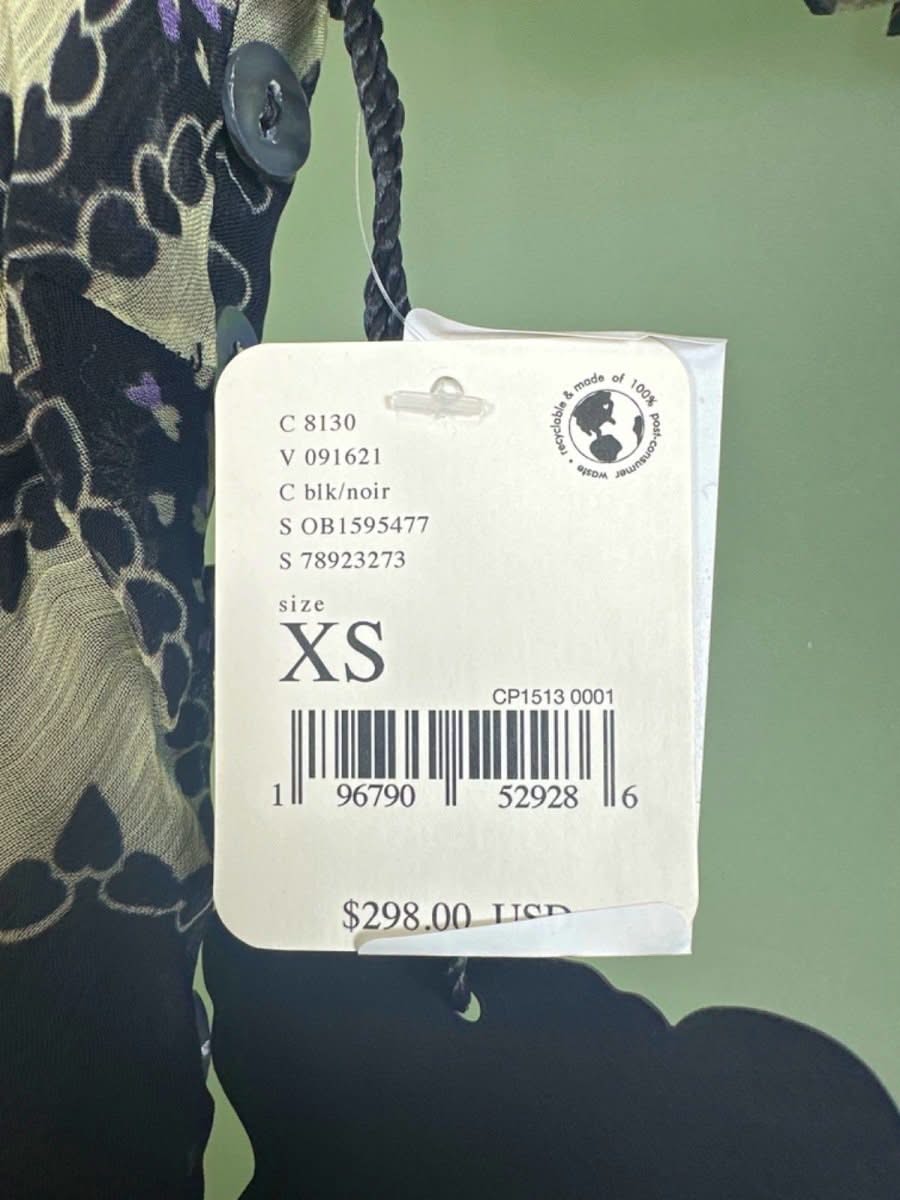 C 8130
V 091621
C blk/noir
S OB1595477
S 78923273
recyclable & made of 100% post-consumer waste •
size
XS
CP1513 0001
1 96790 52928 6
$298.00 USD